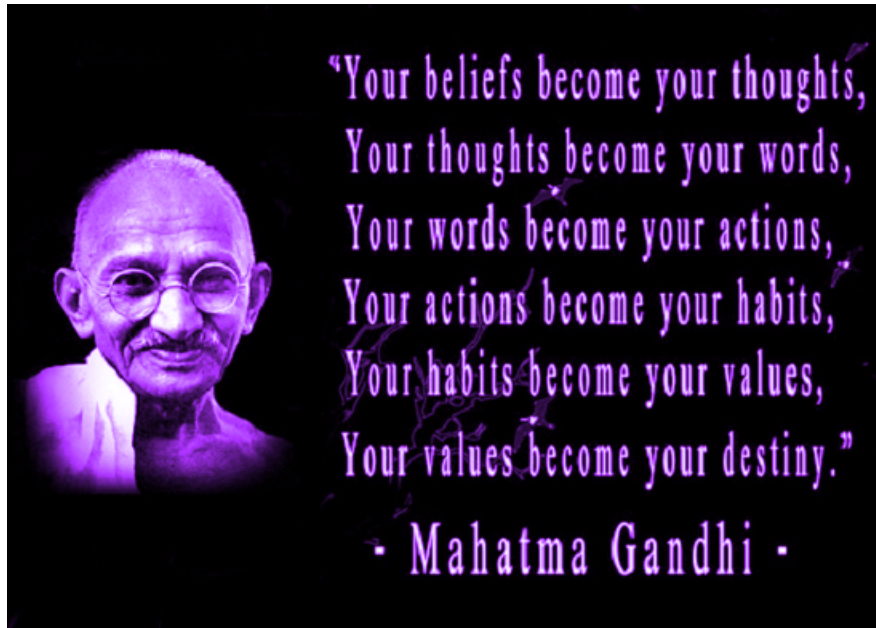 “Your beliefs become your thoughts,
Your thoughts become your words,
Your words become your actions,
Your actions become your habits,
Your habits become your values,
Your values become your destiny.”
- Mahatma Gandhi -